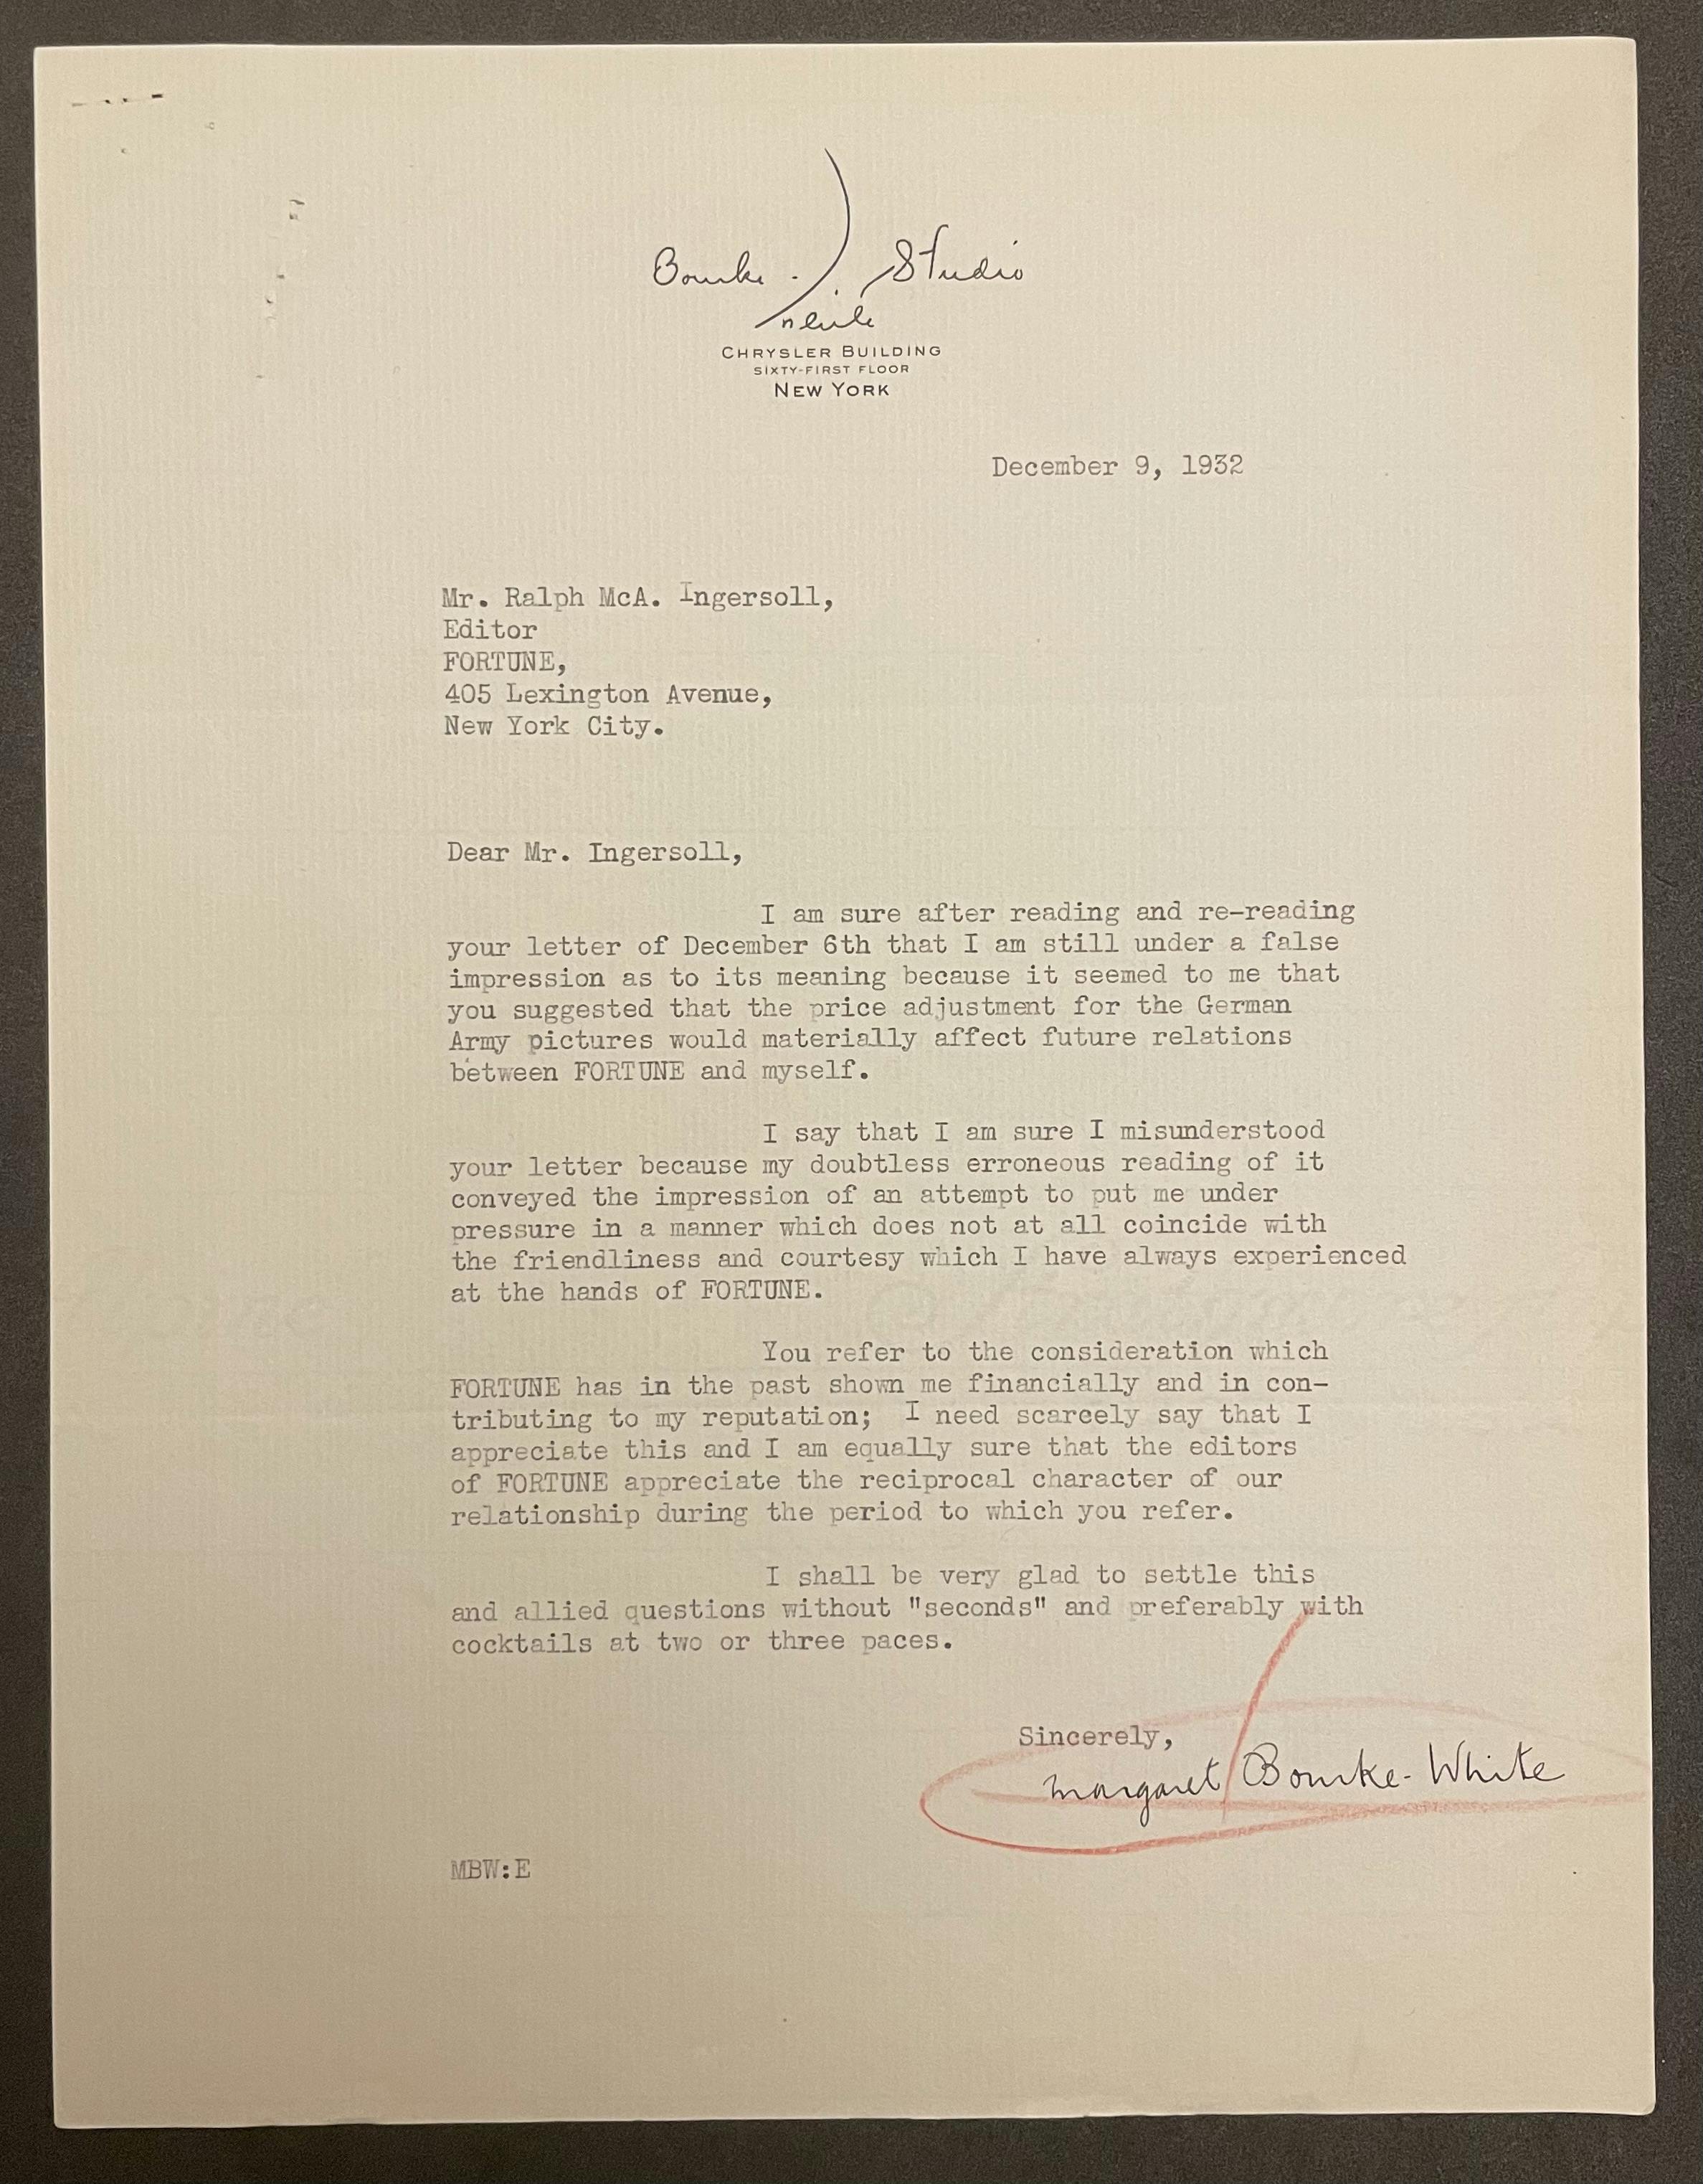 Bourke - White Studio
CHRYSLER BUILDING
SIXTY-FIRST FLOOR
NEW YORK
December 9, 1932
Mr. Ralph McA. Ingersoll,
Editor
FORTUNE,
405 Lexington Avenue,
New York City.
Dear Mr. Ingersoll,
I am sure after reading and re-reading
your letter of December 6th that I am still under a false
impression as to its meaning because it seemed to me that
you suggested that the price adjustment for the German
Army pictures would materially affect future relations
between FORTUNE and myself.
I say that I am sure I misunderstood
your letter because my doubtless erroneous reading of it
conveyed the impression of an attempt to put me under
pressure in a manner which does not at all coincide with
the friendliness and courtesy which I have always experienced
at the hands of FORTUNE.
You refer to the consideration which
FORTUNE has in the past shown me financially and in con-
tributing to my reputation; I need scarcely say that I
appreciate this and I am equally sure that the editors
of FORTUNE appreciate the reciprocal character of our
relationship during the period to which you refer.
I shall be very glad to settle this
and allied questions without "seconds" and preferably with
cocktails at two or three paces.
Sincerely,
Margaret Bourke-White
MBW:E